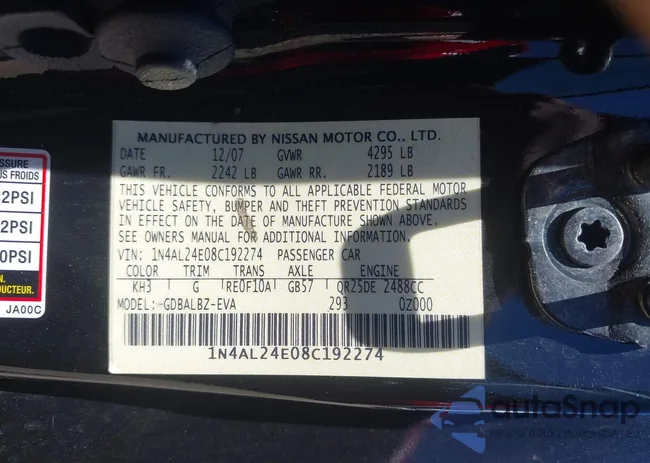 MANUFACTURED BY NISSAN MOTOR CO., LTD.
DATE 12/07 GVWR 4295 LB
GAWR FR. 2242 LB GAWR RR. 2189 LB
THIS VEHICLE CONFORMS TO ALL APPLICABLE FEDERAL MOTOR
VEHICLE SAFETY, BUMPER AND THEFT PREVENTION STANDARDS
IN EFFECT ON THE DATE OF MANUFACTURE SHOWN ABOVE.
SEE OWNERS MANUAL FOR ADDITIONAL INFORMATION.
VIN: 1N4AL24E08C192274 PASSENGER CAR
COLOR TRIM TRANS AXLE ENGINE
KH3 G RE0F10A GB57 QR25DE 2488CC
MODEL: GDBALBZ-EVA 293 0Z000
1N4AL24E08C192274
US FROIDS
2PSI
2PSI
0PSI
JA00C
autoSnap